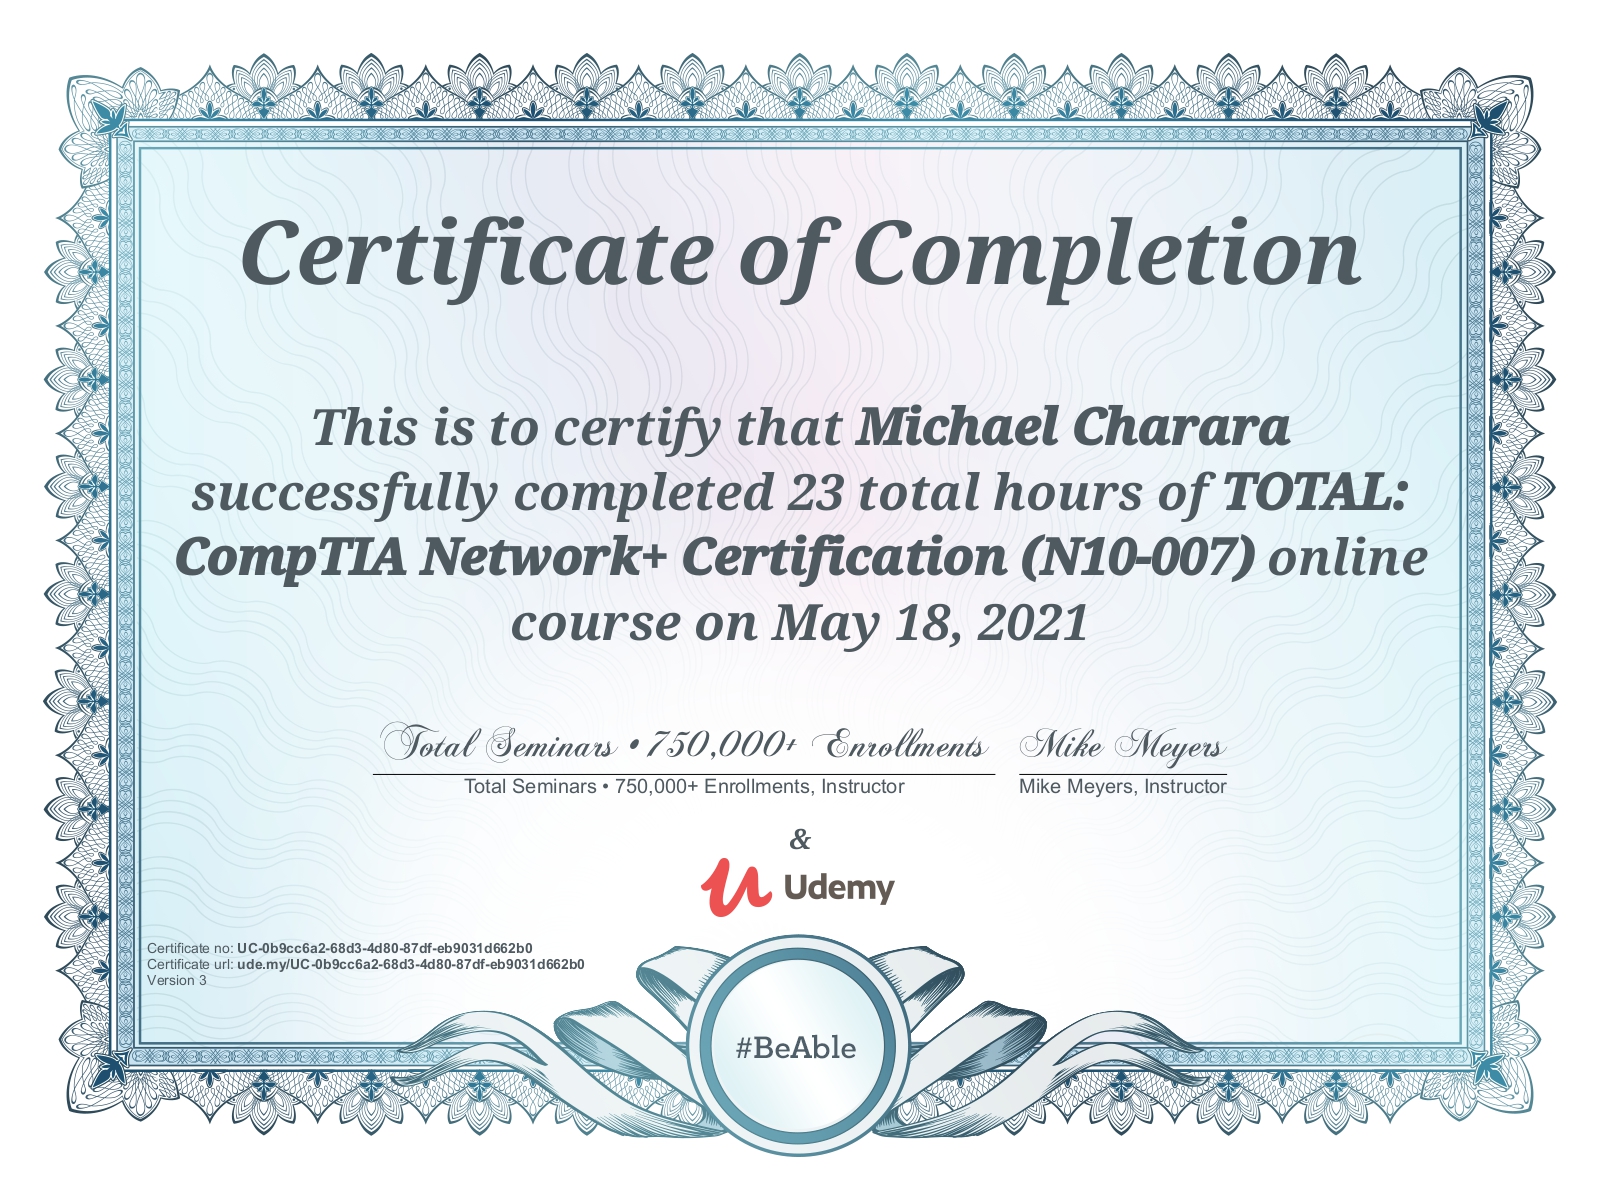 Certificate of Completion
This is to certify that Michael Charara
successfully completed 23 total hours of TOTAL:
CompTIA Network+ Certification (N10-007) online
course on May 18, 2021
Total Seminars • 750,000+ Enrollments Mike Meyers
Total Seminars • 750,000+ Enrollments, Instructor Mike Meyers, Instructor
&
Udemy
Certificate no: UC-0b9cc6a2-68d3-4d80-87df-eb9031d662b0
Certificate url: ude.my/UC-0b9cc6a2-68d3-4d80-87df-eb9031d662b0
Version 3
#BeAble